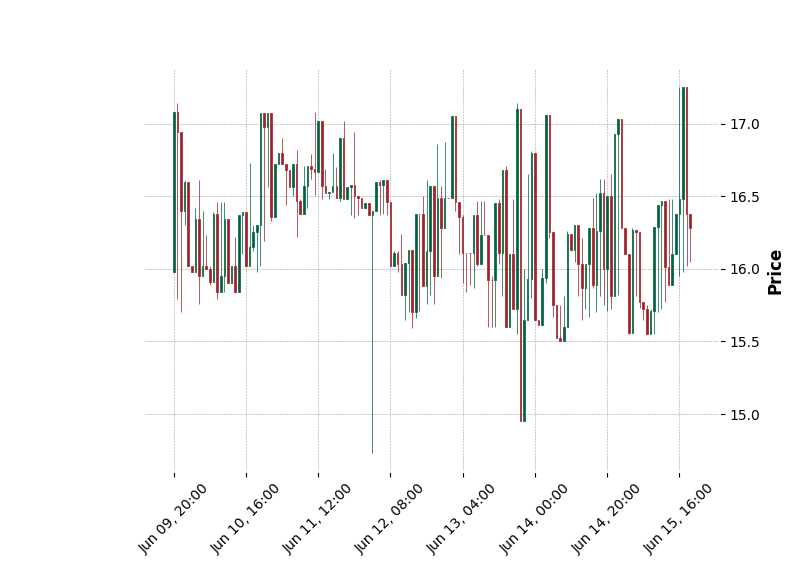 17.0
16.5
16.0
15.5
15.0
Price
Jun 09, 20:00
Jun 10, 16:00
Jun 11, 12:00
Jun 12, 08:00
Jun 13, 04:00
Jun 14, 00:00
Jun 14, 20:00
Jun 15, 16:00